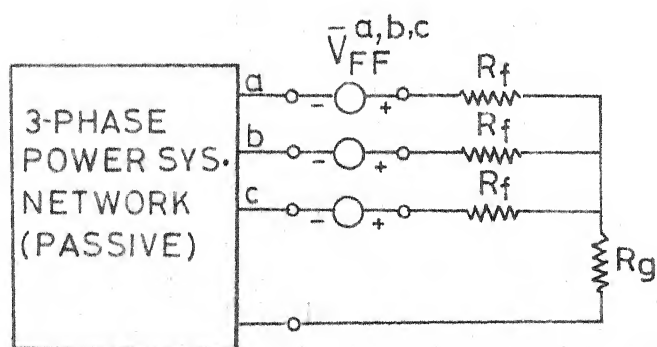 V̄FF a,b,c
a
- +
Rf
3-PHASE
POWER SYS.
NETWORK
(PASSIVE)
b
- +
Rf
c
- +
Rf
Rg